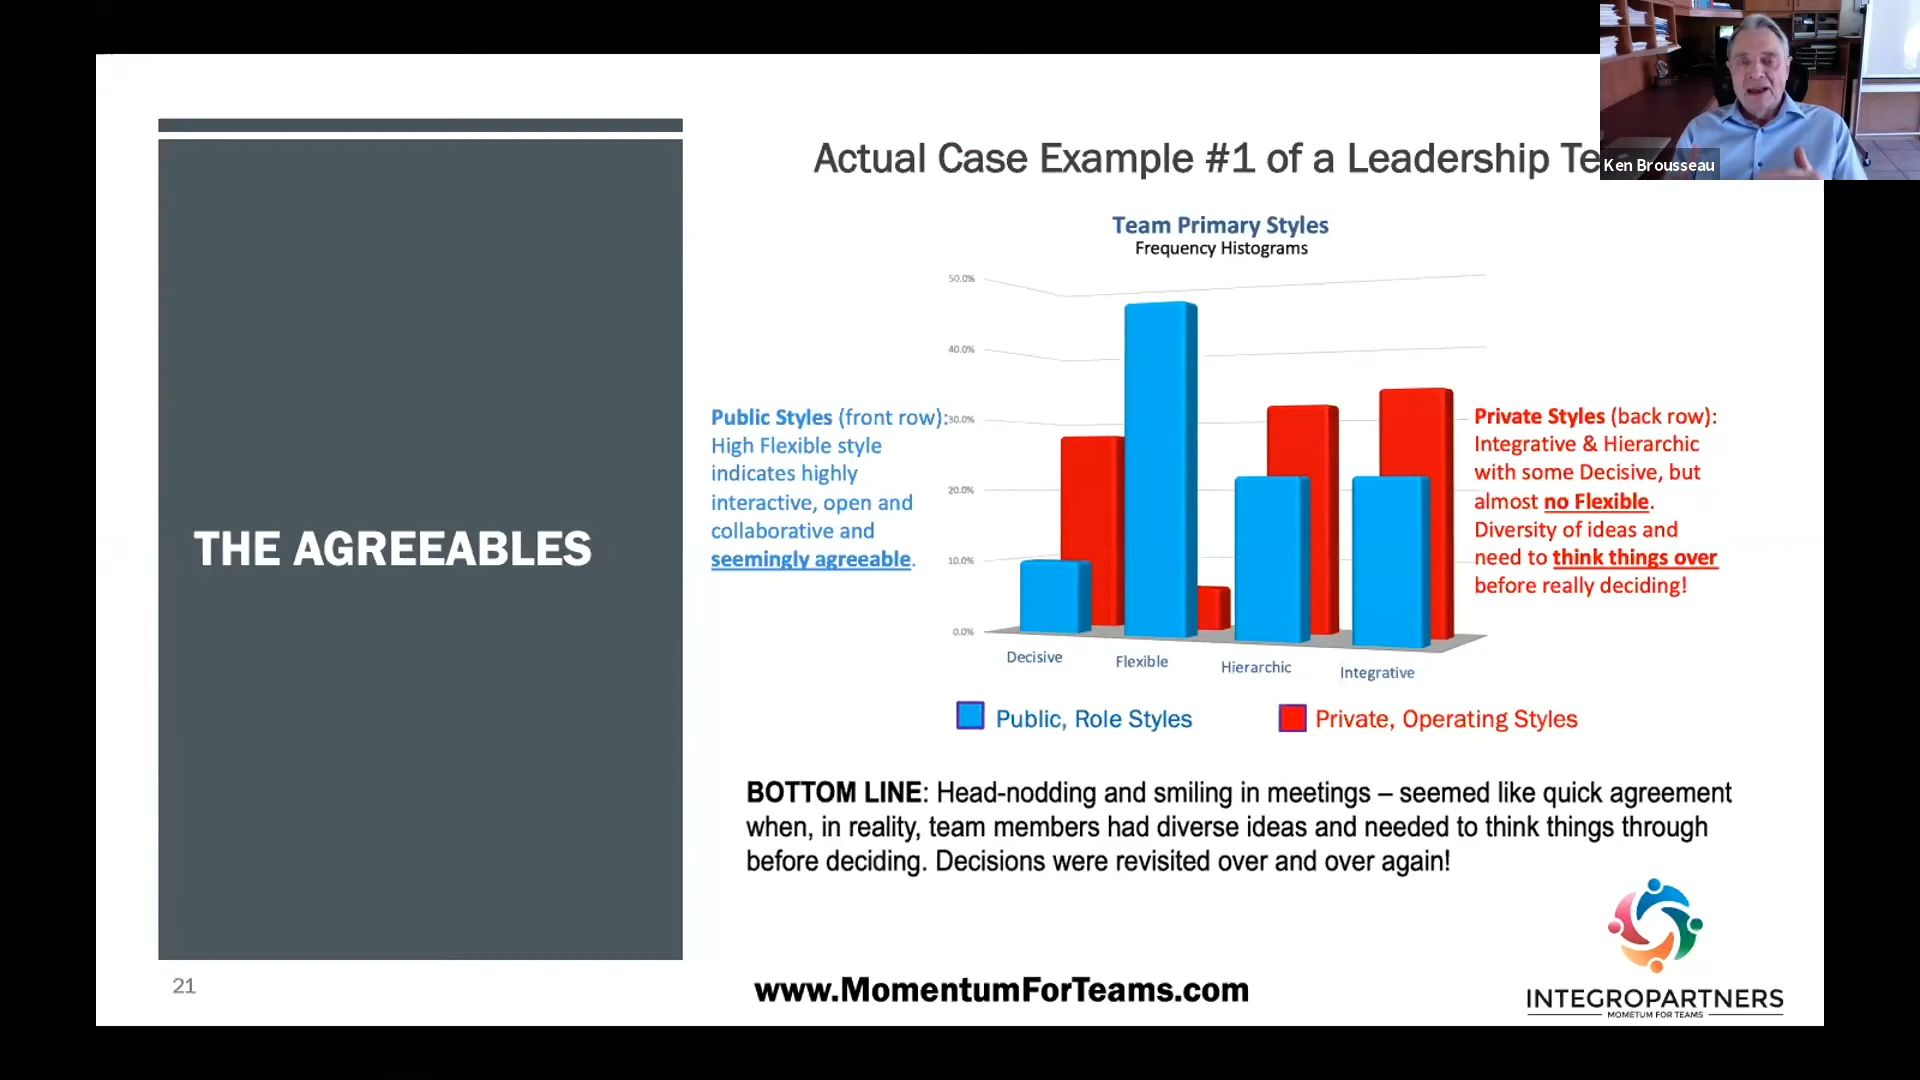 Ken Brousseau
Actual Case Example #1 of a Leadership Te
Team Primary Styles
Frequency Histograms
THE AGREEABLES
Public Styles (front row):
High Flexible style
indicates highly
interactive, open and
collaborative and
seemingly agreeable.
50.0%
40.0%
30.0%
20.0%
10.0%
0.0%
Decisive
Flexible
Hierarchic
Integrative
Private Styles (back row):
Integrative & Hierarchic
with some Decisive, but
almost no Flexible.
Diversity of ideas and
need to think things over
before really deciding!
Public, Role Styles
Private, Operating Styles
BOTTOM LINE: Head-nodding and smiling in meetings – seemed like quick agreement
when, in reality, team members had diverse ideas and needed to think things through
before deciding. Decisions were revisited over and over again!
21
www.MomentumForTeams.com
INTEGROPARTNERS
MOMETUM FOR TEAMS